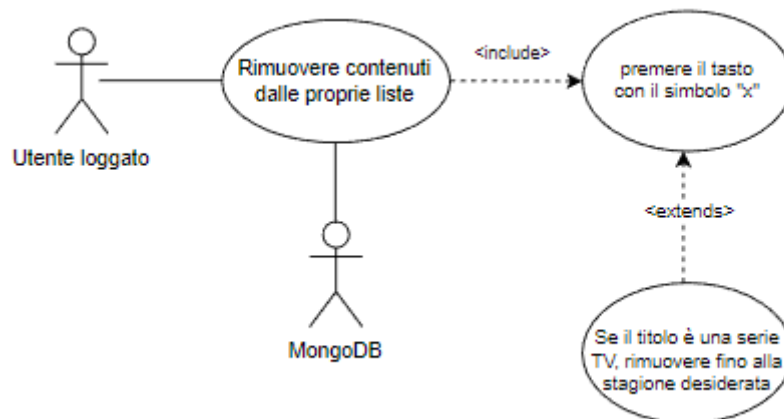 Rimuovere contenuti
dalle proprie liste
<include>
premere il tasto
con il simbolo "x"
Utente loggato
<extends>
MongoDB
Se il titolo è una serie
TV, rimuovere fino alla
stagione desiderata